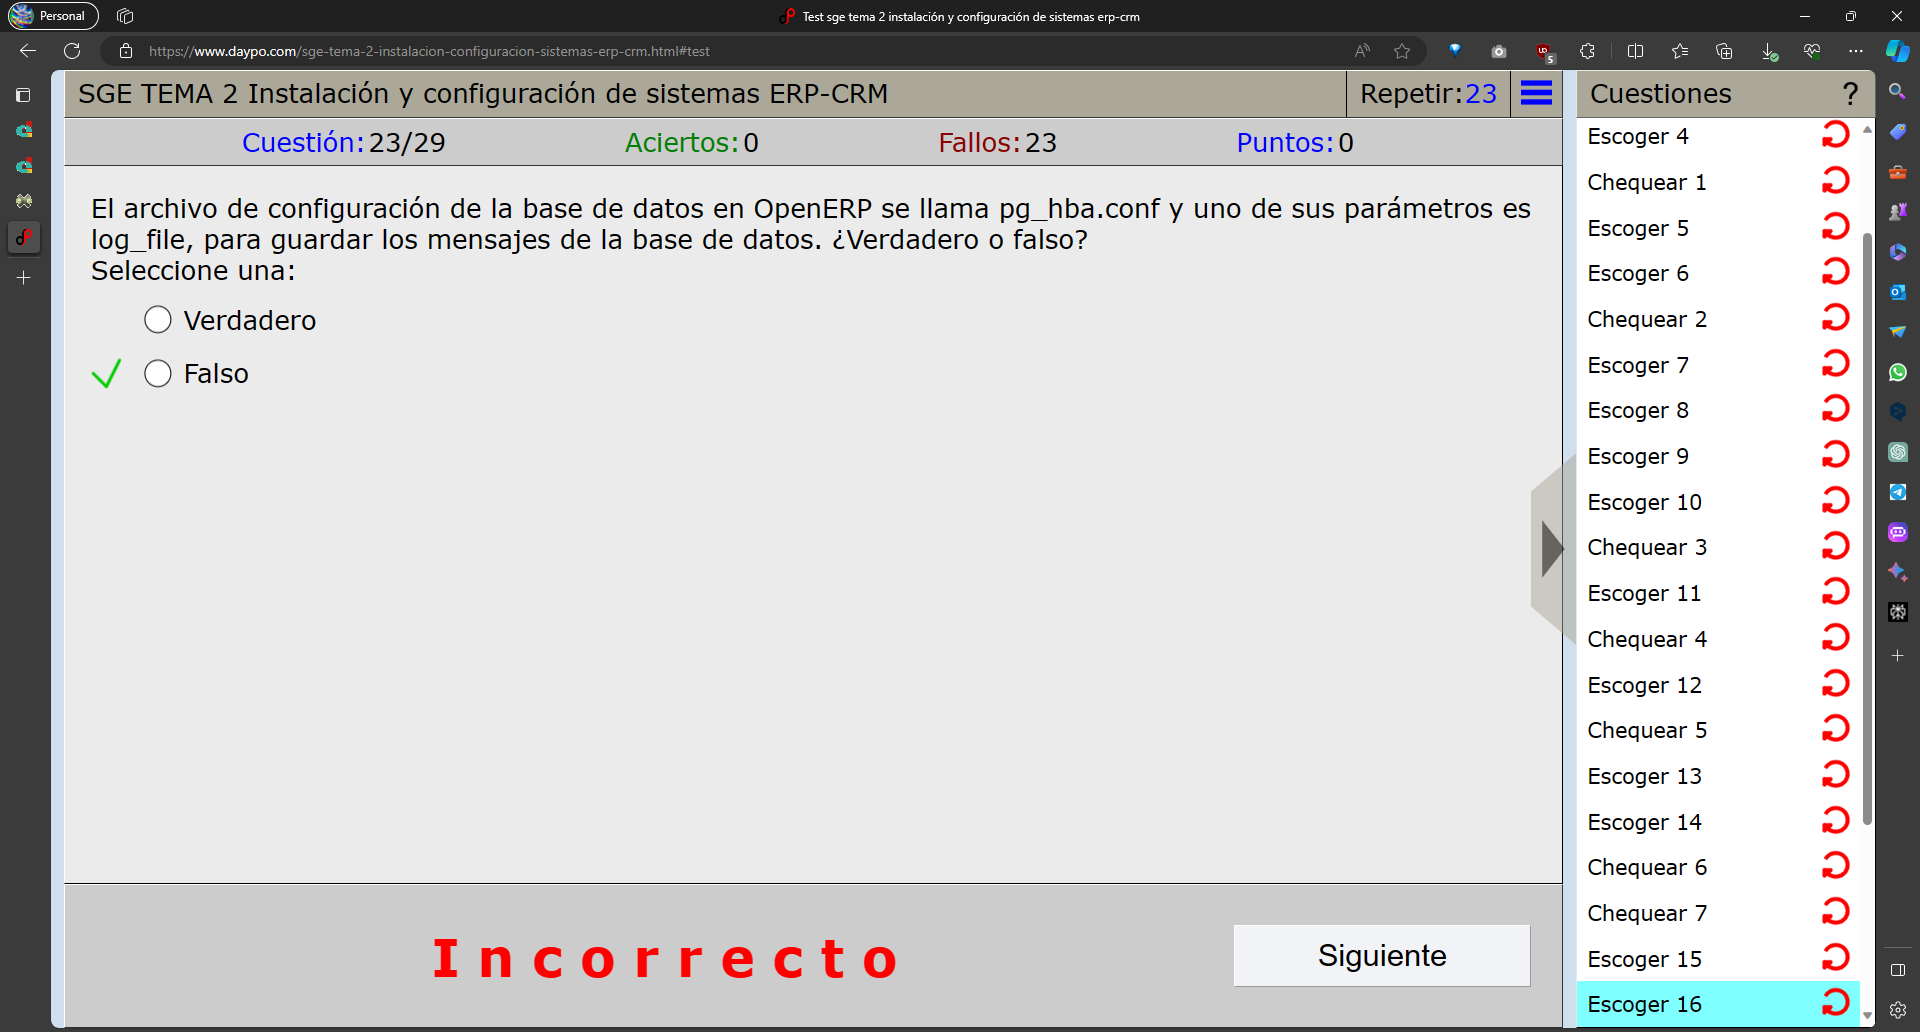 Personal
Test sge tema 2 instalación y configuración de sistemas erp-crm
https://www.daypo.com/sge-tema-2-instalacion-configuracion-sistemas-erp-crm.html#test
5
SGE TEMA 2 Instalación y configuración de sistemas ERP-CRM
Repetir:23
Cuestión:23/29
Aciertos:0
Fallos:23
Puntos:0
El archivo de configuración de la base de datos en OpenERP se llama pg_hba.conf y uno de sus parámetros es
log_file, para guardar los mensajes de la base de datos. ¿Verdadero o falso?
Seleccione una:
Verdadero
Falso
Incorrecto
Siguiente
Cuestiones
?
Escoger 4
Chequear 1
Escoger 5
Escoger 6
Chequear 2
Escoger 7
Escoger 8
Escoger 9
Escoger 10
Chequear 3
Escoger 11
Chequear 4
Escoger 12
Chequear 5
Escoger 13
Escoger 14
Chequear 6
Chequear 7
Escoger 15
Escoger 16